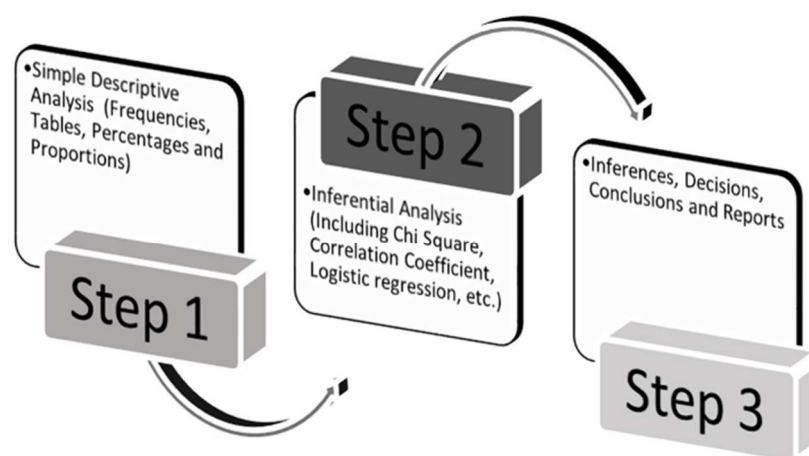 •Simple Descriptive
Analysis (Frequencies,
Tables, Percentages and
Proportions)
Step 1
Step 2
•Inferential Analysis
(Including Chi Square,
Correlation Coefficient,
Logistic regression, etc.)
•Inferences, Decisions,
Conclusions and Reports
Step 3